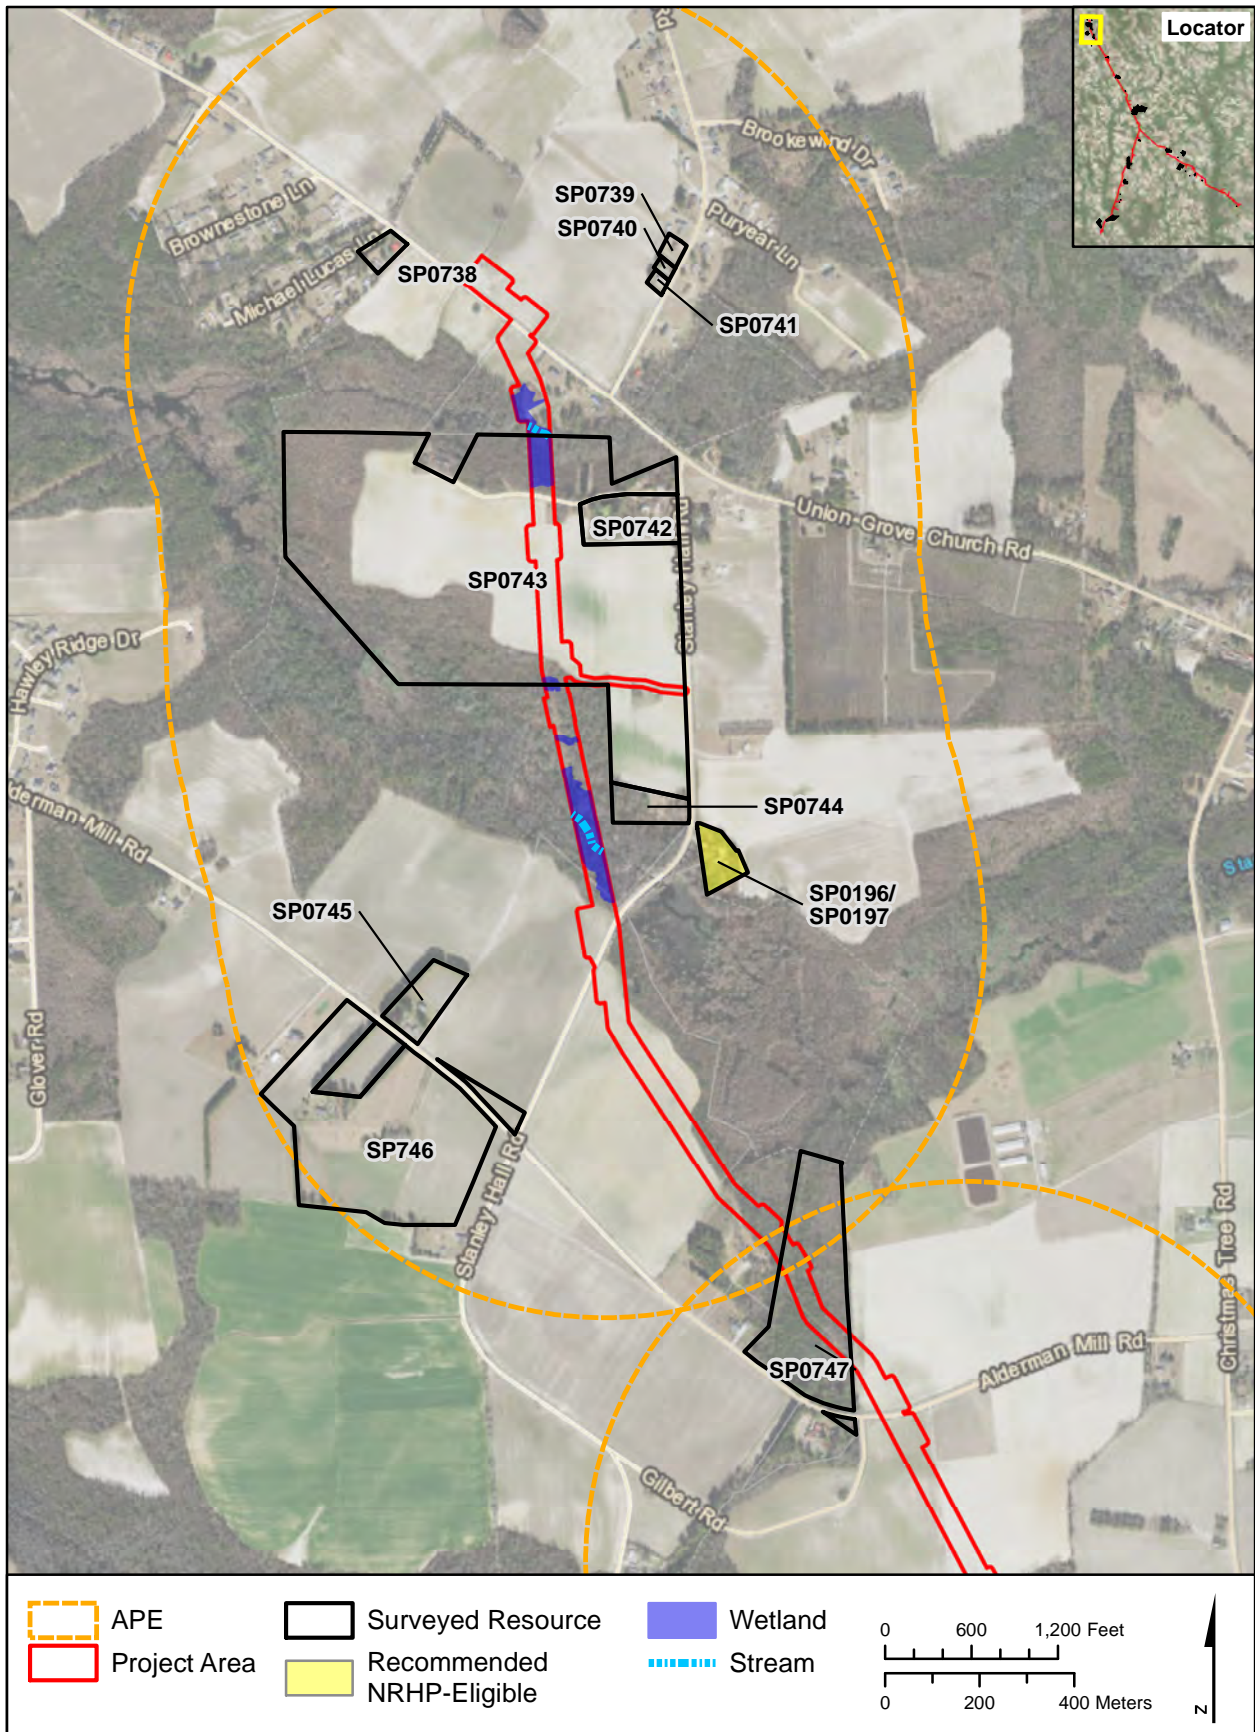 Rd
Locator
Brookewind Dr
SP0739
Brownestone Ln
SP0740
Puryear Ln
Michael Lucas Ln
SP0738
SP0741
SP0742
Union Grove Church Rd
Stanley Hall Rd
SP0743
Hawley Ridge Dr
SP0744
derman Mill Rd
Sta
SP0196/
SP0197
SP0745
Glover Rd
SP746
Stanley Hall Rd
Christmas Tree Rd
Alderman Mill Rd
SP0747
Gilbert Rd
APE
Project Area
Surveyed Resource
Recommended
NRHP-Eligible
Wetland
Stream
0 600 1,200 Feet
0 200 400 Meters
N